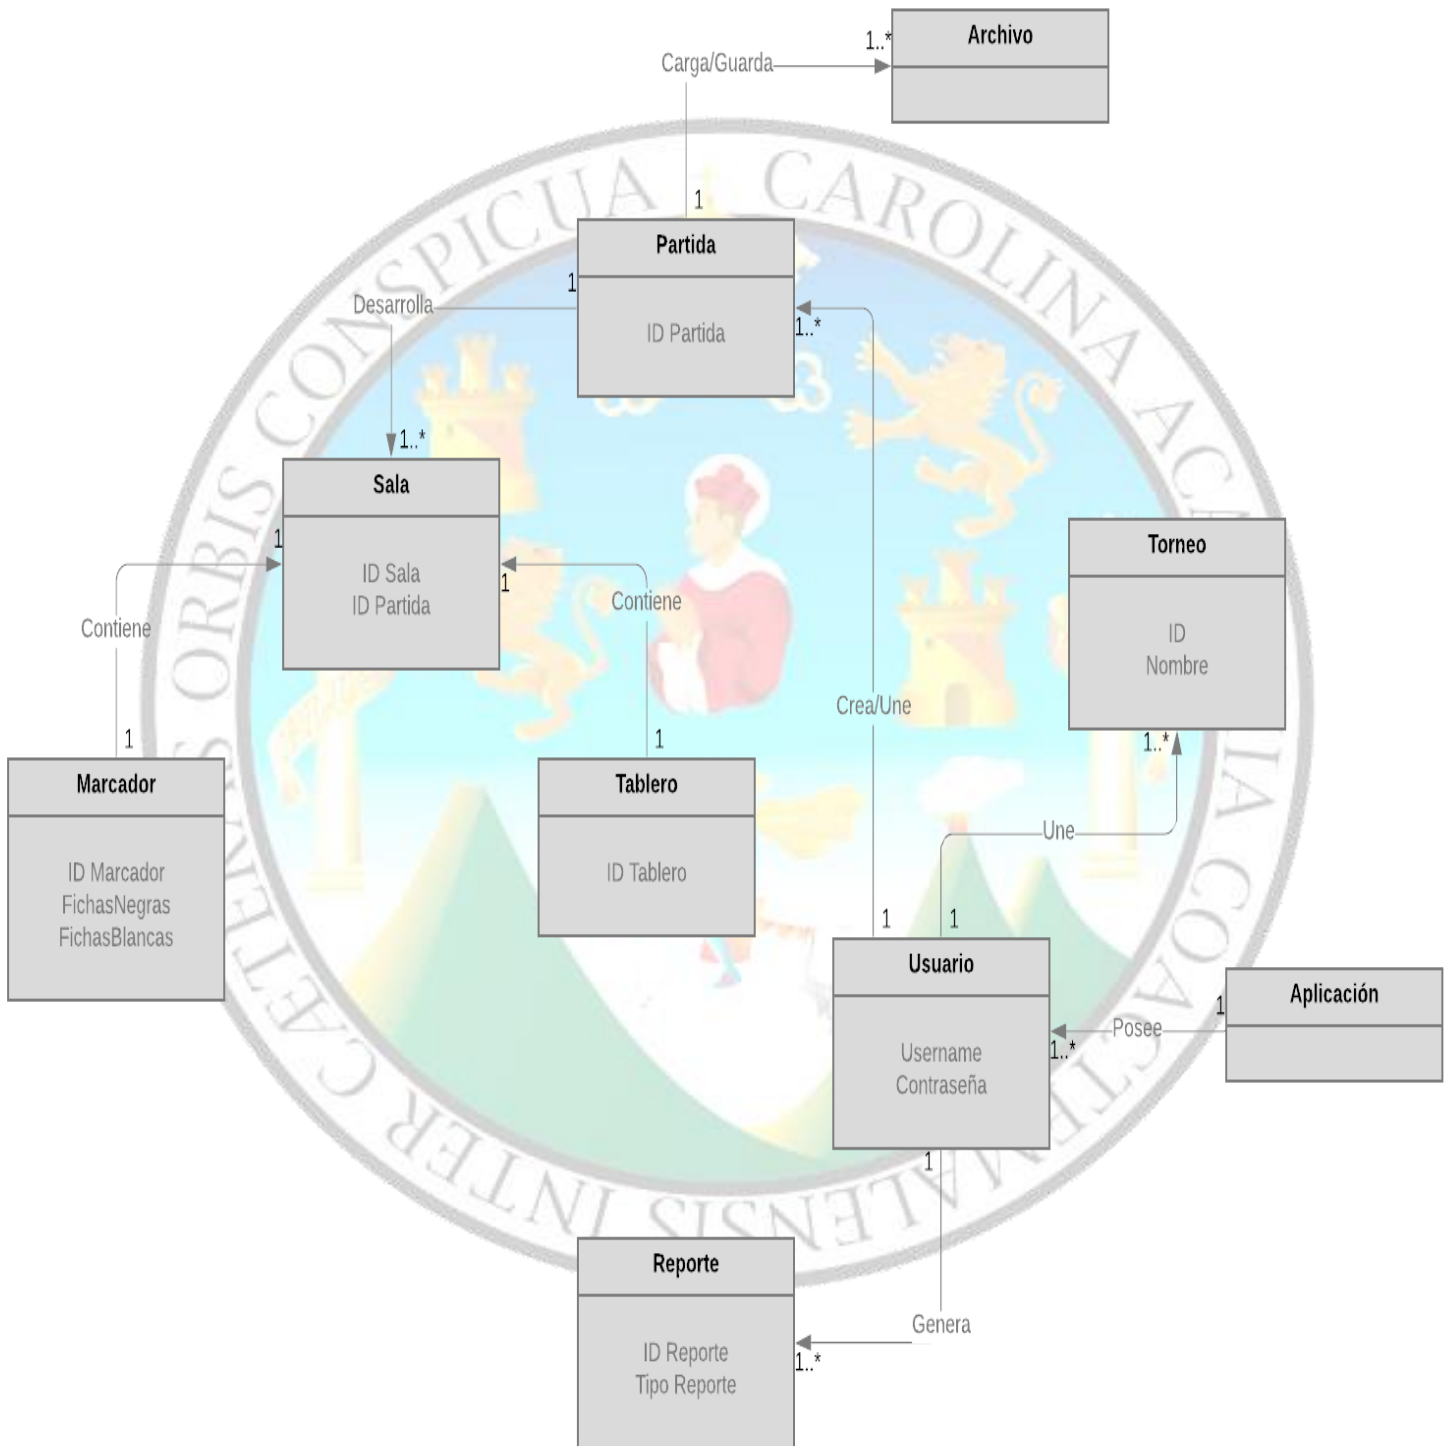 Archivo
1..*
Carga/Guarda
1
Partida
ID Partida
1
Desarrolla
1..*
1..*
Sala
ID Sala
ID Partida
1
1
Contiene
Contiene
Torneo
ID
Nombre
1..*
Crea/Une
Une
1
Marcador
ID Marcador
FichasNegras
FichasBlancas
1
Tablero
ID Tablero
1
1
Usuario
Username
Contraseña
1
Aplicación
1
Posee
1..*
Genera
Reporte
ID Reporte
Tipo Reporte
1..*
CAROLINA ACADEMIA COACTEMALENSIS INTER CAETERAS ORBIS CONSPICUA